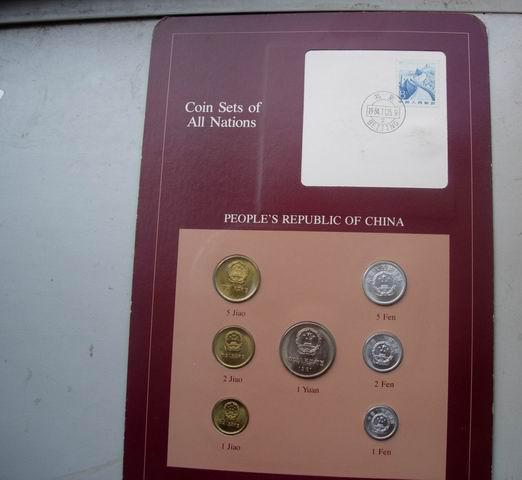 Coin Sets of
All Nations
BEIJING
PEOPLE'S REPUBLIC OF CHINA
5 Jiao
5 Fen
2 Jiao
1 Yuan
2 Fen
1 Jiao
1 Fen